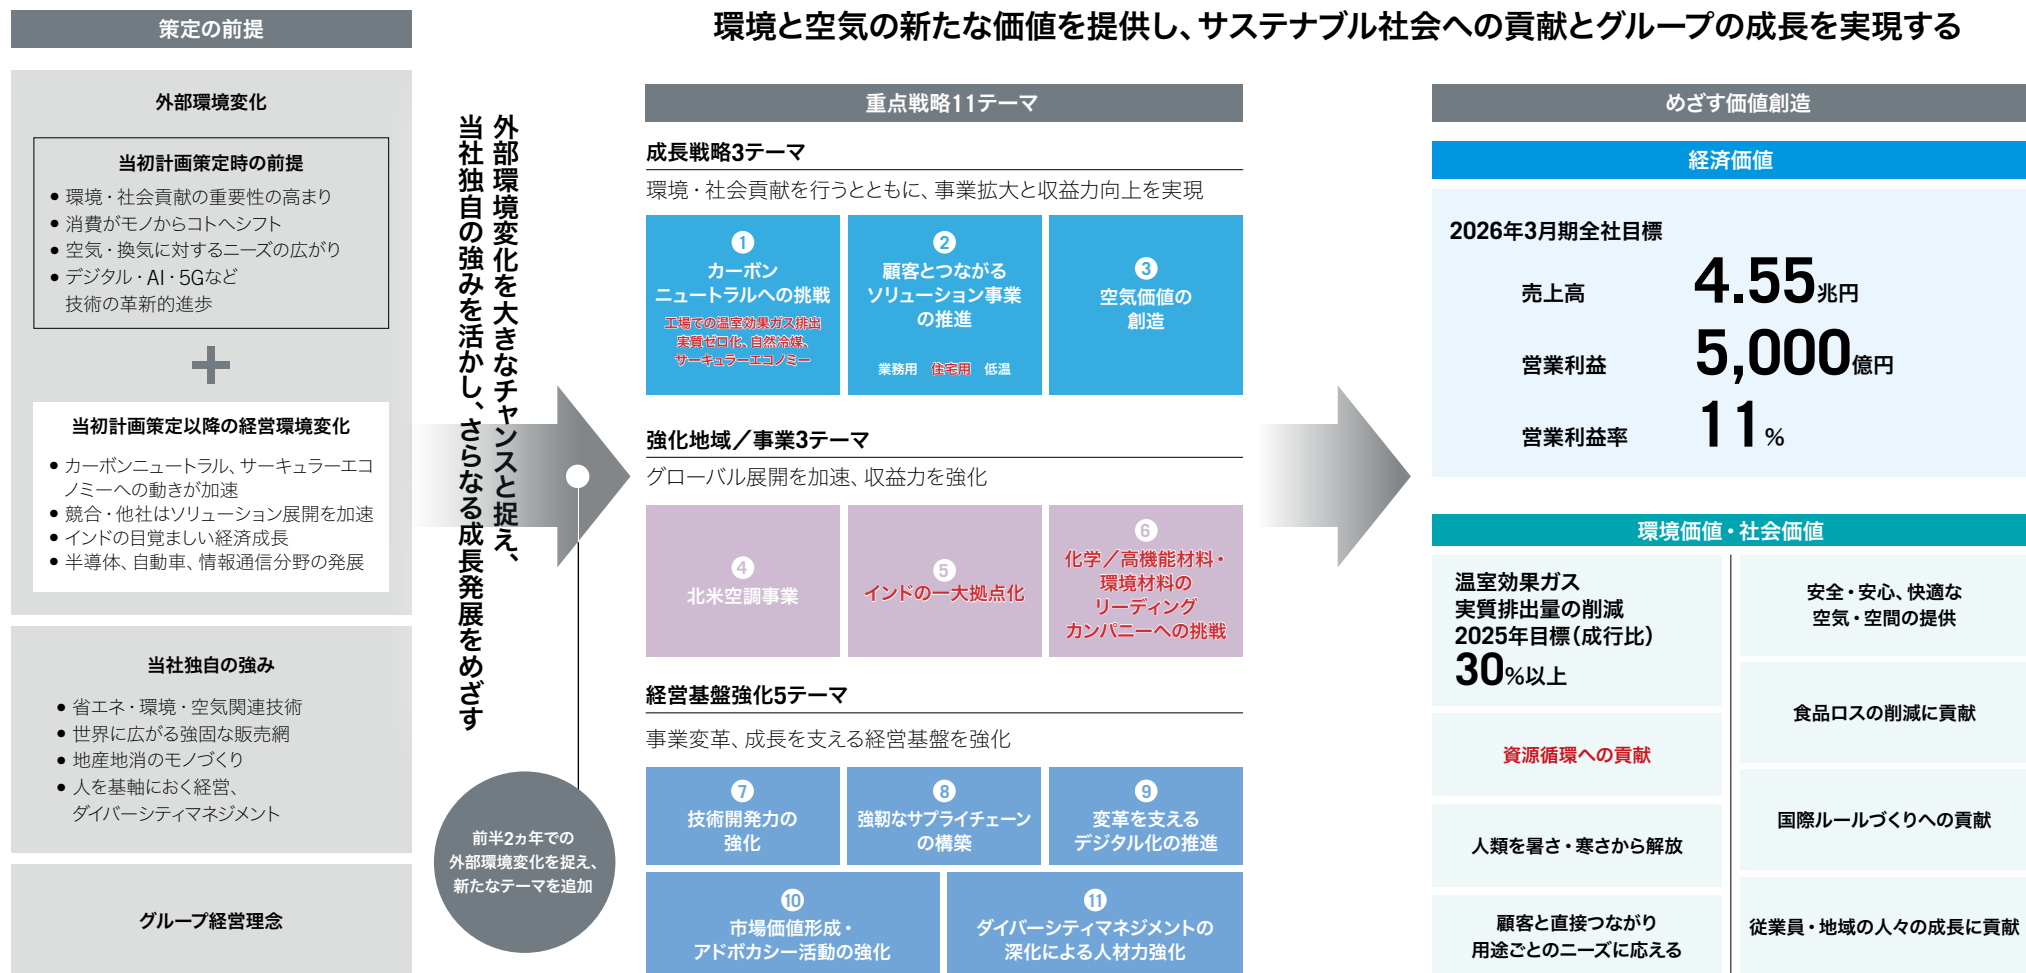 策定の前提
環境と空気の新たな価値を提供し、サステナブル社会への貢献とグループの成長を実現する
外部環境変化
当初計画策定時の前提
● 環境・社会貢献の重要性の高まり
● 消費がモノからコトへシフト
● 空気・換気に対するニーズの広がり
● デジタル・AI・5Gなど
技術の革新的進歩
+
当初計画策定以降の経営環境変化
● カーボンニュートラル、サーキュラーエコ
ノミーへの動きが加速
● 競合・他社はソリューション展開を加速
● インドの目覚ましい経済成長
● 半導体、自動車、情報通信分野の発展
当社独自の強み
● 省エネ・環境・空気関連技術
● 世界に広がる強固な販売網
● 地産地消のモノづくり
● 人を基軸におく経営、
ダイバーシティマネジメント
グループ経営理念
外部環境変化を大きなチャンスと捉え、
当社独自の強みを活かし、さらなる成長発展をめざす
前半2ヵ年での
外部環境変化を捉え、
新たなテーマを追加
重点戦略11テーマ
成長戦略3テーマ
環境・社会貢献を行うとともに、事業拡大と収益力向上を実現
1
カーボン
ニュートラルへの挑戦
工場での温室効果ガス排出
実質ゼロ化、自然冷媒、
サーキュラーエコノミー
2
顧客とつながる
ソリューション事業
の推進
業務用 住宅用 低温
3
空気価値の
創造
強化地域／事業3テーマ
グローバル展開を加速、収益力を強化
4
北米空調事業
5
インドの一大拠点化
6
化学／高機能材料・
環境材料の
リーディング
カンパニーへの挑戦
経営基盤強化5テーマ
事業変革、成長を支える経営基盤を強化
7
技術開発力の
強化
8
強靭なサプライチェーン
の構築
9
変革を支える
デジタル化の推進
10
市場価値形成・
アドボカシー活動の強化
11
ダイバーシティマネジメントの
深化による人材力強化
めざす価値創造
経済価値
2026年3月期全社目標
売上高 4.55兆円
営業利益 5,000億円
営業利益率 11%
環境価値・社会価値
温室効果ガス
実質排出量の削減
2025年目標（成行比）
30%以上
資源循環への貢献
人類を暑さ・寒さから解放
顧客と直接つながり
用途ごとのニーズに応える
安全・安心、快適な
空気・空間の提供
食品ロスの削減に貢献
国際ルールづくりへの貢献
従業員・地域の人々の成長に貢献